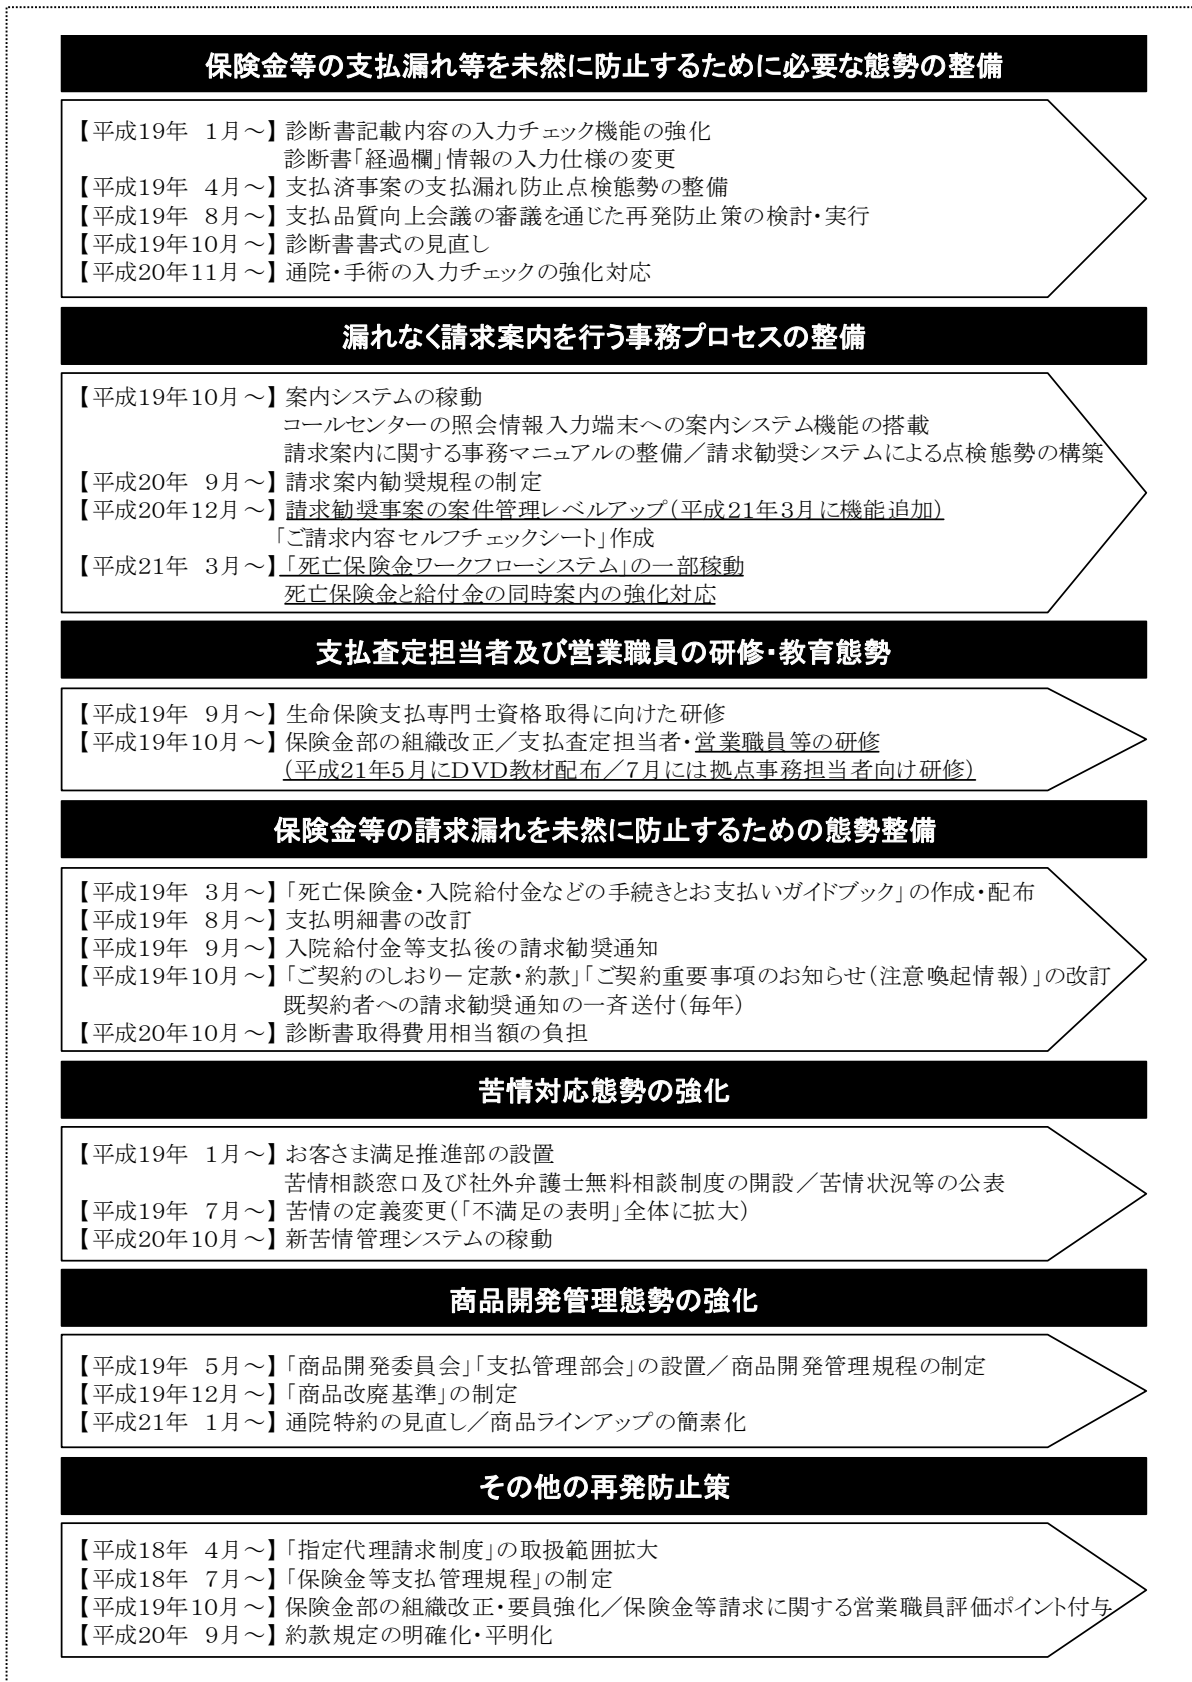 保険金等の支払漏れ等を未然に防止するために必要な態勢の整備
【平成19年 1月～】診断書記載内容の入力チェック機能の強化
診断書「経過欄」情報の入力仕様の変更
【平成19年 4月～】支払済事案の支払漏れ防止点検態勢の整備
【平成19年 8月～】支払品質向上会議の審議を通じた再発防止策の検討・実行
【平成19年10月～】診断書書式の見直し
【平成20年11月～】通院・手術の入力チェックの強化対応
漏れなく請求案内を行う事務プロセスの整備
【平成19年10月～】案内システムの稼動
コールセンターの照会情報入力端末への案内システム機能の搭載
請求案内に関する事務マニュアルの整備／請求勧奨システムによる点検態勢の構築
【平成20年 9月～】請求案内勧奨規程の制定
【平成20年12月～】請求勧奨事案の案件管理レベルアップ（平成21年3月に機能追加）
「ご請求内容セルフチェックシート」作成
【平成21年 3月～】「死亡保険金ワークフローシステム」の一部稼動
死亡保険金と給付金の同時案内の強化対応
支払査定担当者及び営業職員の研修・教育態勢
【平成19年 9月～】生命保険支払専門士資格取得に向けた研修
【平成19年10月～】保険金部の組織改正／支払査定担当者・営業職員等の研修
（平成21年5月にDVD教材配布／7月には拠点事務担当者向け研修）
保険金等の請求漏れを未然に防止するための態勢整備
【平成19年 3月～】「死亡保険金・入院給付金などの手続きとお支払いガイドブック」の作成・配布
【平成19年 8月～】支払明細書の改訂
【平成19年 9月～】入院給付金等支払後の請求勧奨通知
【平成19年10月～】「ご契約のしおり－定款・約款」「ご契約重要事項のお知らせ（注意喚起情報）」の改訂
既契約者への請求勧奨通知の一斉送付（毎年）
【平成20年10月～】診断書取得費用相当額の負担
苦情対応態勢の強化
【平成19年 1月～】お客さま満足推進部の設置
苦情相談窓口及び社外弁護士無料相談制度の開設／苦情状況等の公表
【平成19年 7月～】苦情の定義変更（「不満足の表明」全体に拡大）
【平成20年10月～】新苦情管理システムの稼動
商品開発管理態勢の強化
【平成19年 5月～】「商品開発委員会」「支払管理部会」の設置／商品開発管理規程の制定
【平成19年12月～】「商品改廃基準」の制定
【平成21年 1月～】通院特約の見直し／商品ラインアップの簡素化
その他の再発防止策
【平成18年 4月～】「指定代理請求制度」の取扱範囲拡大
【平成18年 7月～】「保険金等支払管理規程」の制定
【平成19年10月～】保険金部の組織改正・要員強化／保険金等請求に関する営業職員評価ポイント付与
【平成20年 9月～】約款規定の明確化・平明化